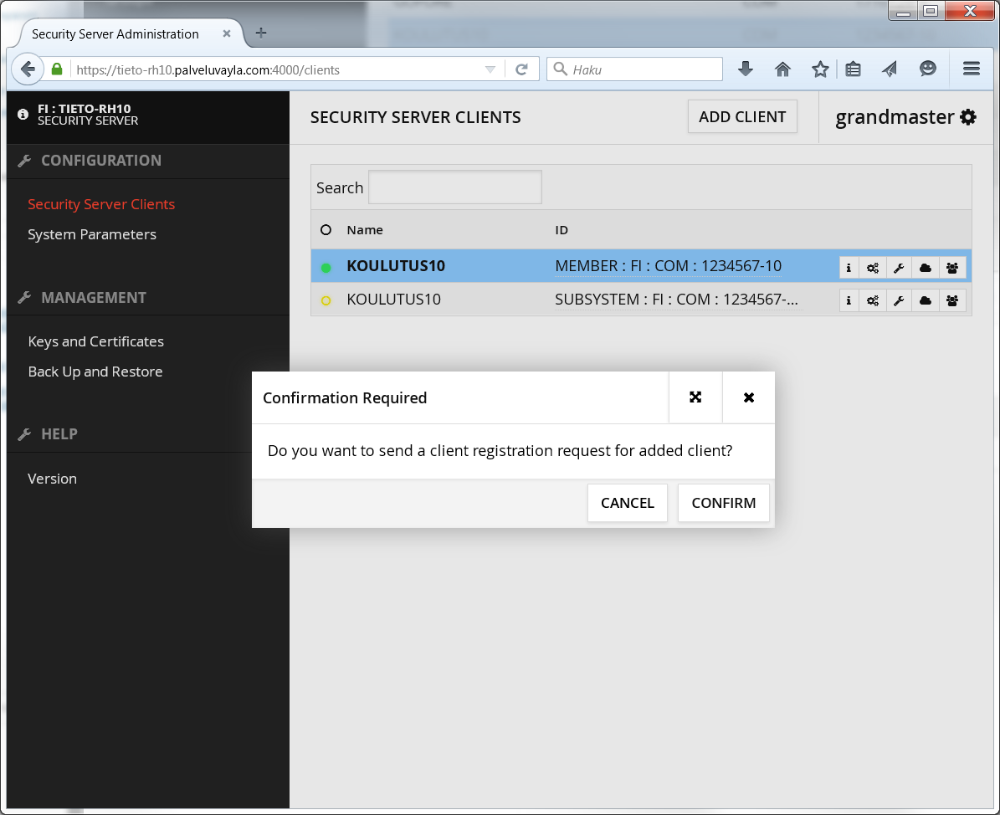 Security Server Administration
https://tieto-rh10.palveluvayla.com:4000/clients
Haku
FI : TIETO-RH10
SECURITY SERVER
SECURITY SERVER CLIENTS
ADD CLIENT
grandmaster
CONFIGURATION
Security Server Clients
System Parameters
MANAGEMENT
Keys and Certificates
Back Up and Restore
HELP
Version
Search
Name ID
KOULUTUS10 MEMBER : FI : COM : 1234567-10
KOULUTUS10 SUBSYSTEM : FI : COM : 1234567-...
Confirmation Required
Do you want to send a client registration request for added client?
CANCEL CONFIRM